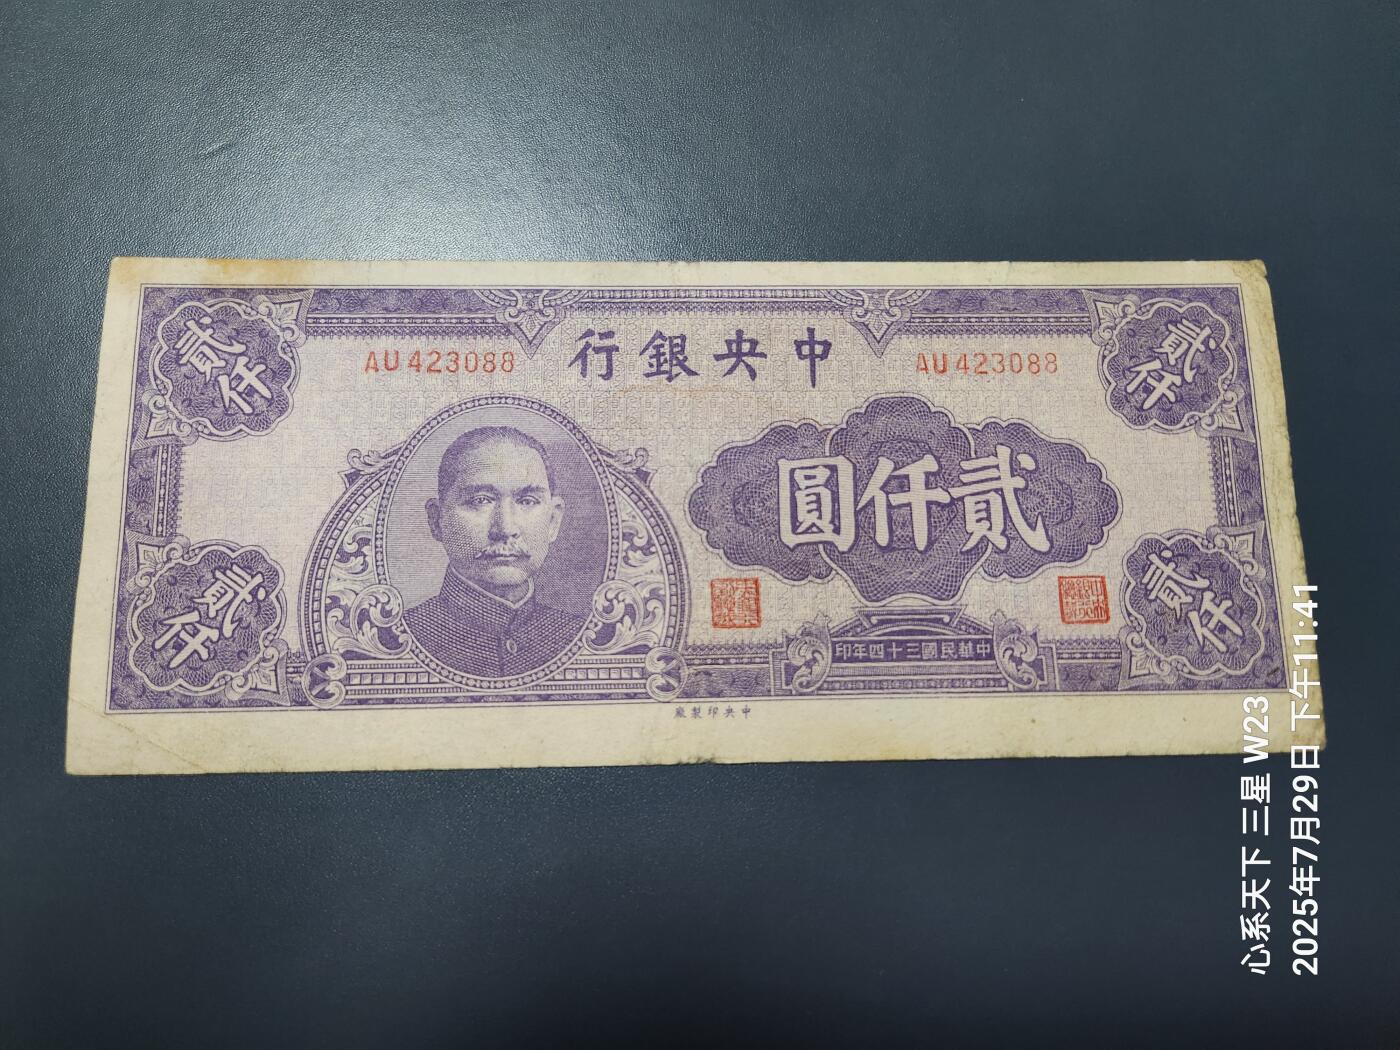 中央銀行
AU423088
AU423088
貳仟
貳仟
貳仟圓
貳仟
貳仟
中華民國三十四年印
中央印製廠
心系天下 三星 W23
2025年7月29日 下午11:41